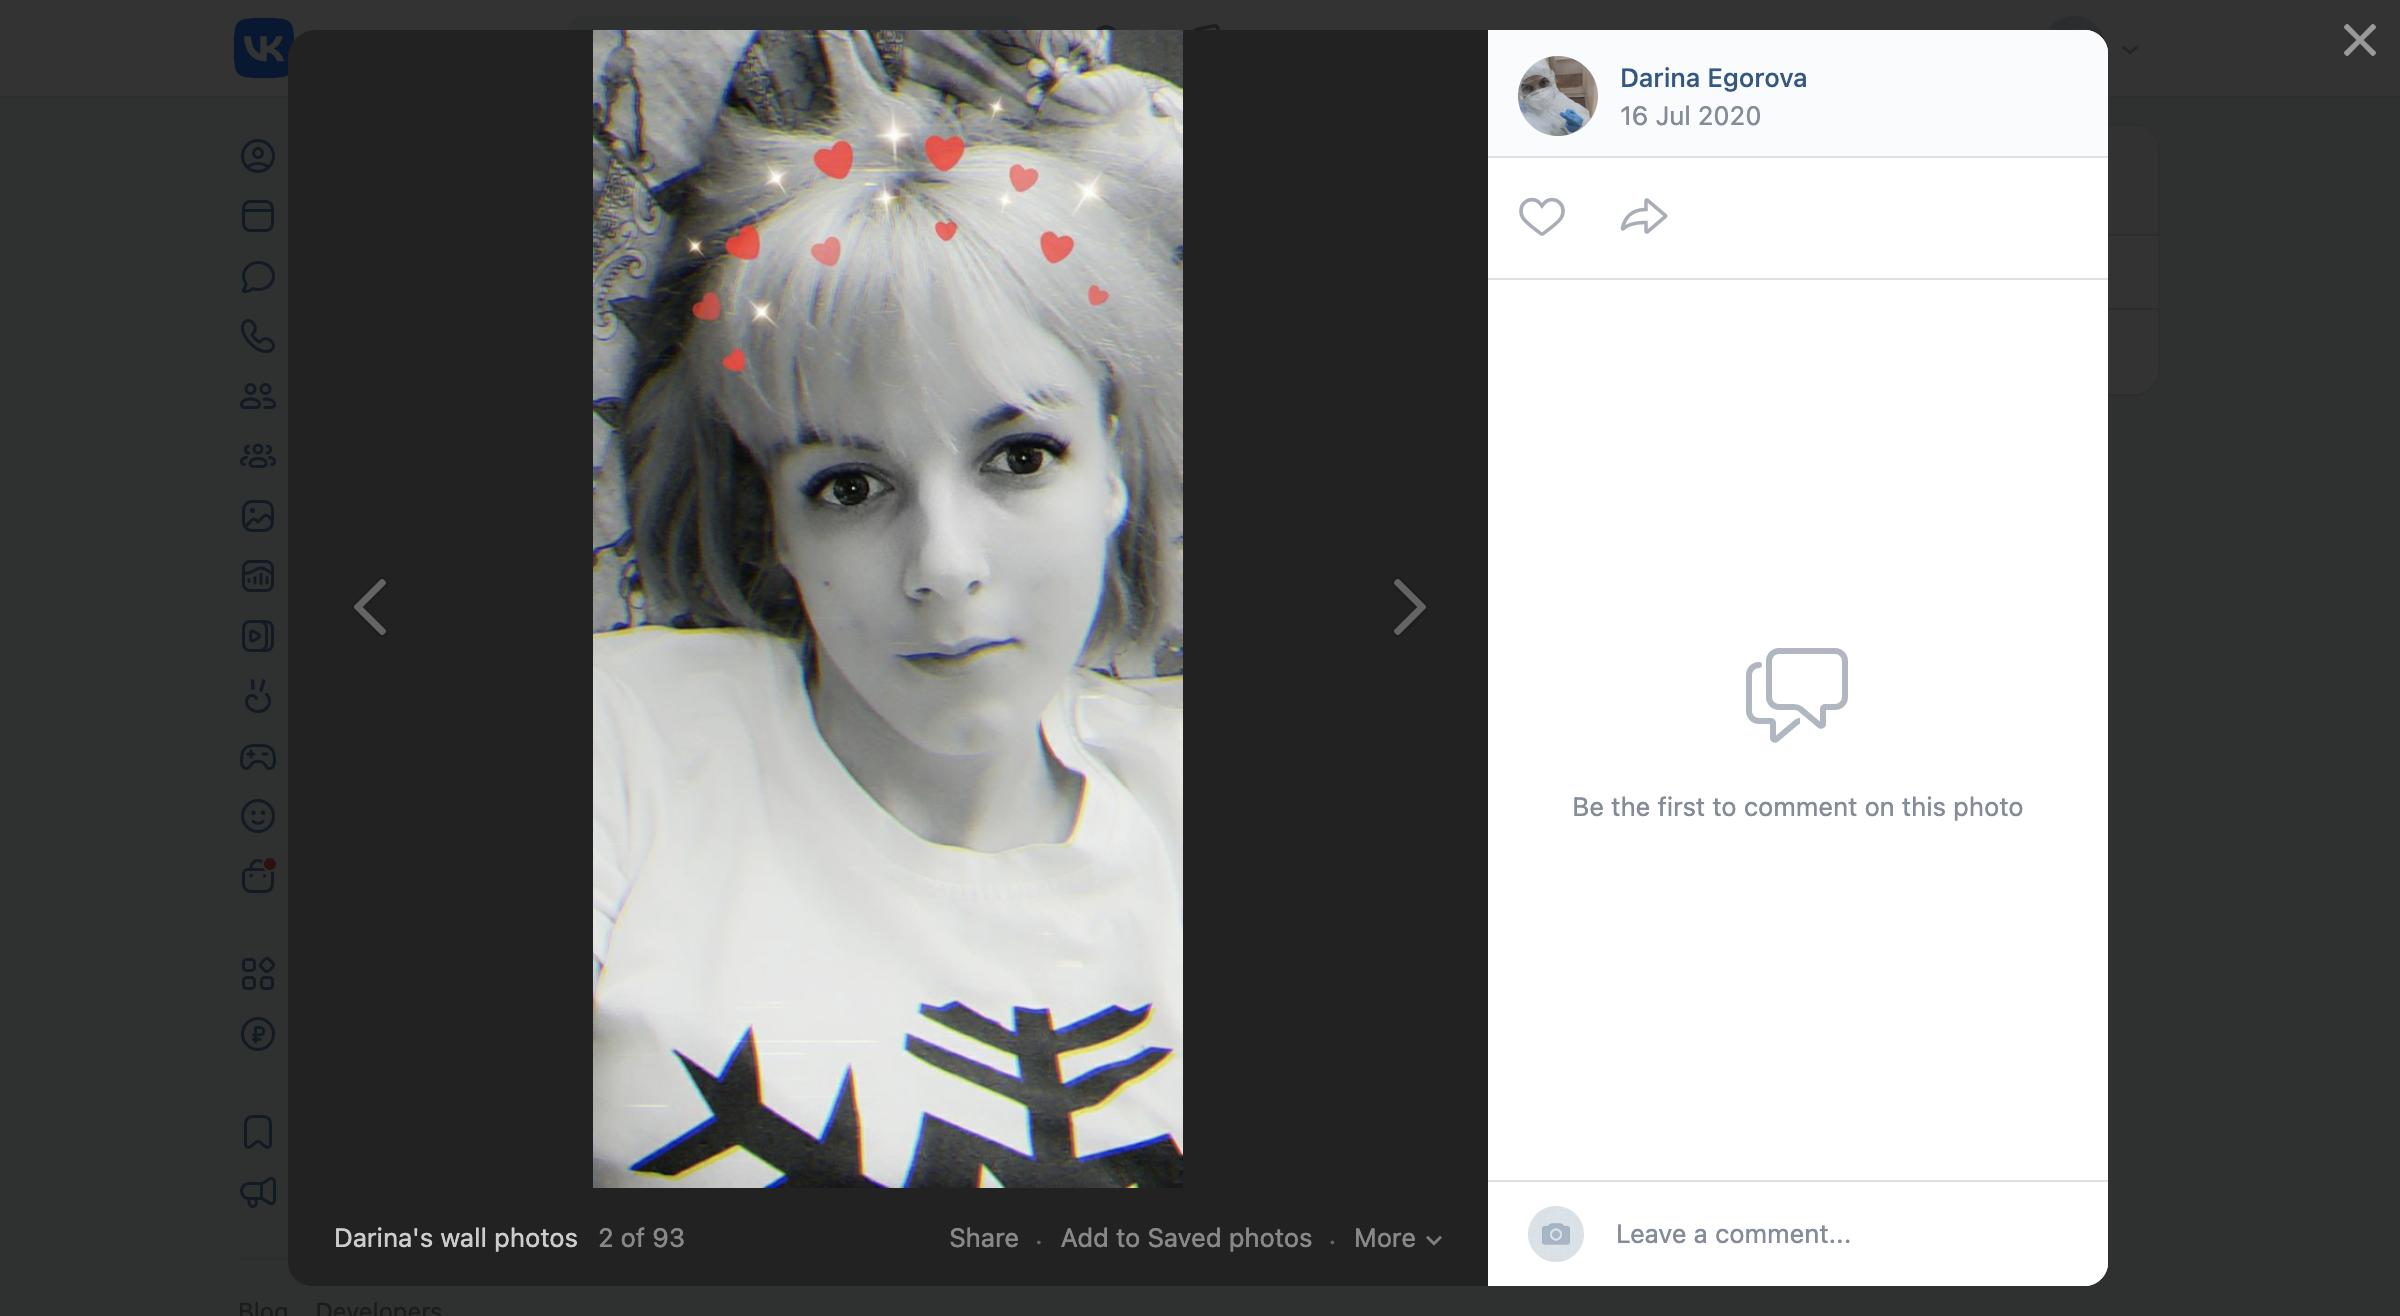 VK
Darina Egorova
16 Jul 2020
Be the first to comment on this photo
Darina's wall photos 2 of 93
Share · Add to Saved photos · More
Leave a comment...
Blog Developers